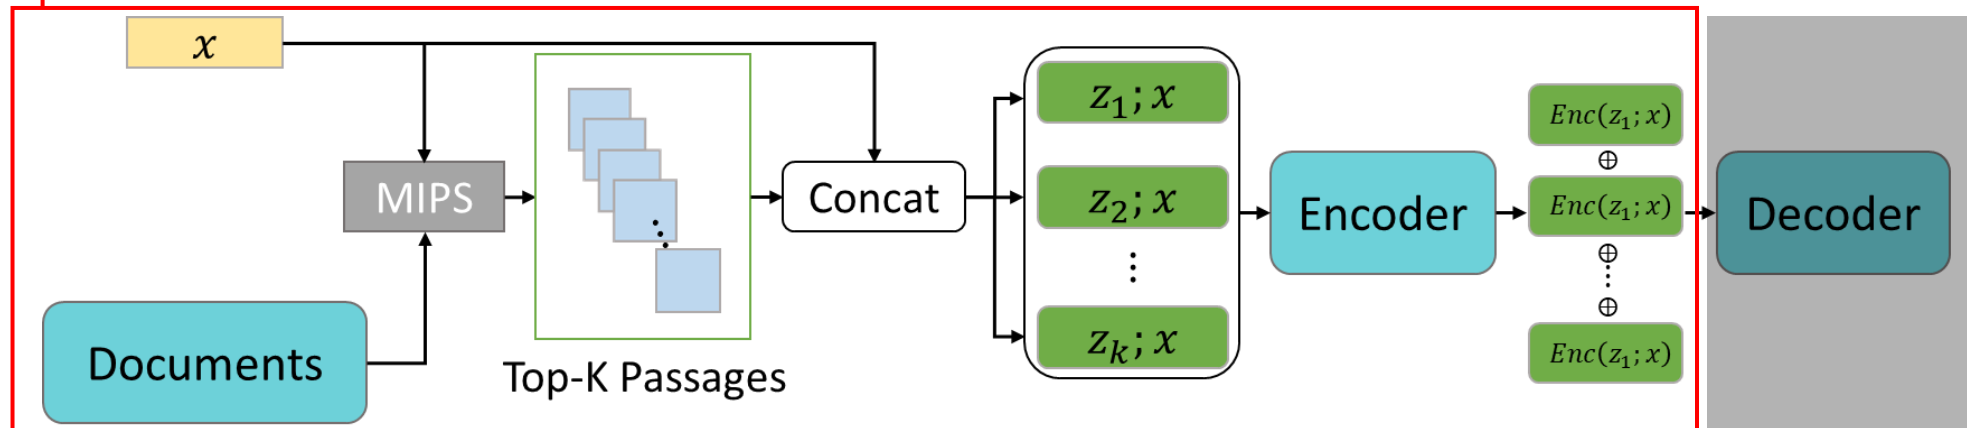 x
MIPS
Documents
Top-K Passages
Concat
z₁; x
z₂; x
⋮
zₖ; x
Encoder
Enc(z₁; x)
⊕
Enc(z₁; x)
⊕
⋮
⊕
Enc(z₁; x)
Decoder